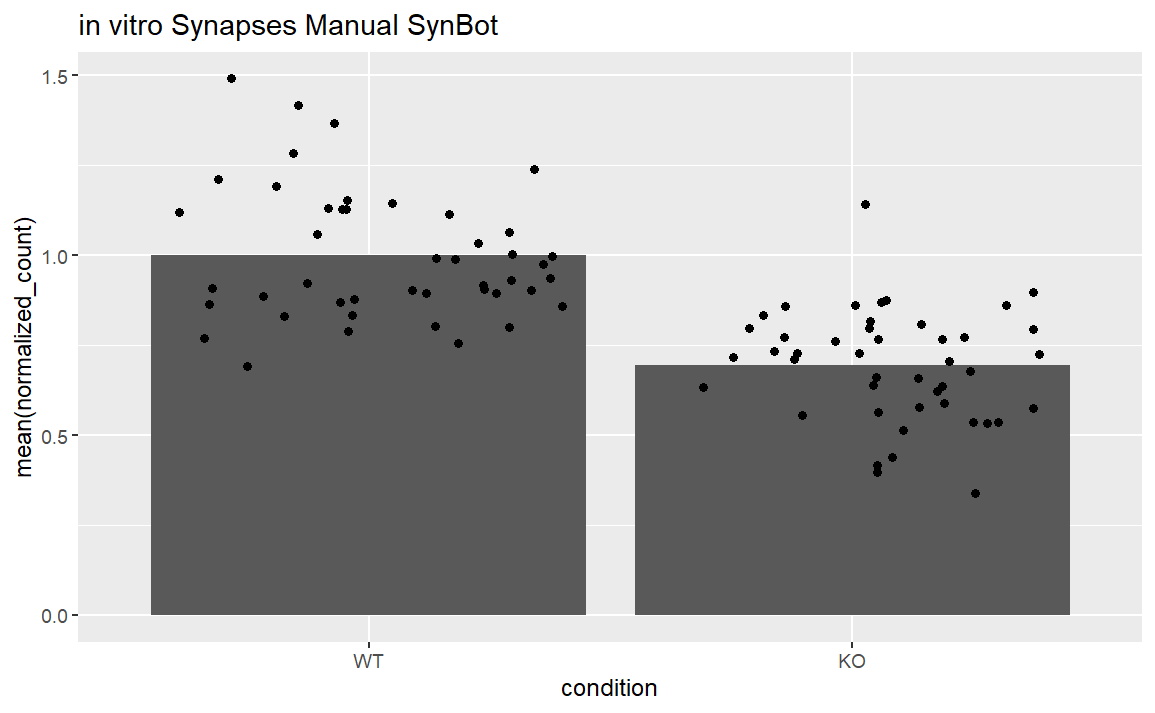 in vitro Synapses Manual SynBot
mean(normalized_count)
1.5
1.0
0.5
0.0
WT
KO
condition